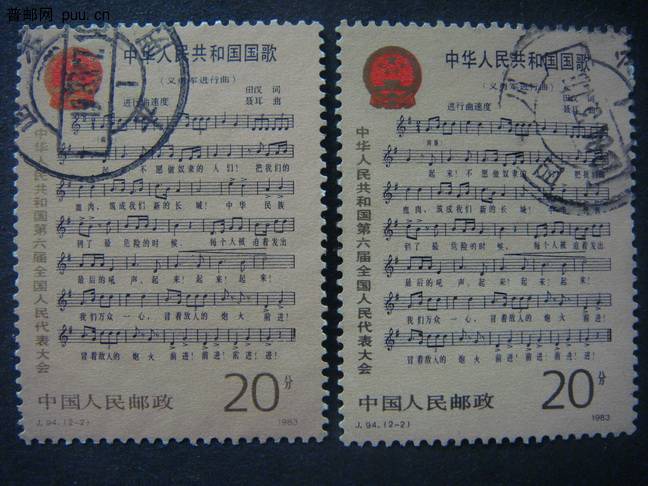 普邮网 puu.cn
中华人民共和国国歌
(义勇军进行曲)
田汉 词
聂耳 曲
进行曲速度
起来!不愿做奴隶的人们!把我们的
血肉,筑成我们新的长城!中华民族
到了最危险的时候,每个人被迫着发出
最后的吼声。起来!起来!起来!
我们万众一心,冒着敌人的炮火前进!
冒着敌人的炮火前进!前进!前进!进!
中华人民共和国第六届全国人民代表大会
中国人民邮政
20分
J.94.(2-2)
1983
中华人民共和国国歌
(义勇军进行曲)
聂耳 曲
进行曲速度
起来!不愿做奴隶的 把我们的
血肉,筑成我们新的长城!
到了最危险的时候,每个人被迫着发出
最后的吼声。起来!起来!起来!
我们万众一心,冒着敌人的炮火前进!
冒着敌人的炮火前进!前进!前进!进!
中华人民共和国第六届全国人民代表大会
中国人民邮政
20分
J.94.(2-2)
1983